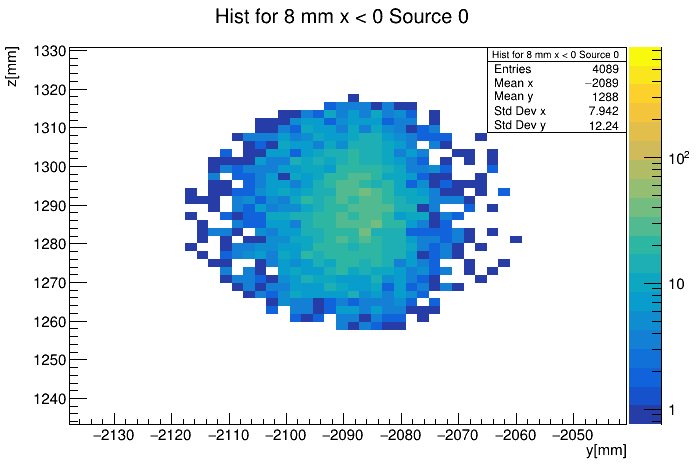 Hist for 8 mm x < 0 Source 0
z[mm]
1330
1320
1310
1300
1290
1280
1270
1260
1250
1240
Hist for 8 mm x < 0 Source 0
Entries 4089
Mean x −2089
Mean y 1288
Std Dev x 7.942
Std Dev y 12.24
10²
10
1
−2130 −2120 −2110 −2100 −2090 −2080 −2070 −2060 −2050
y[mm]